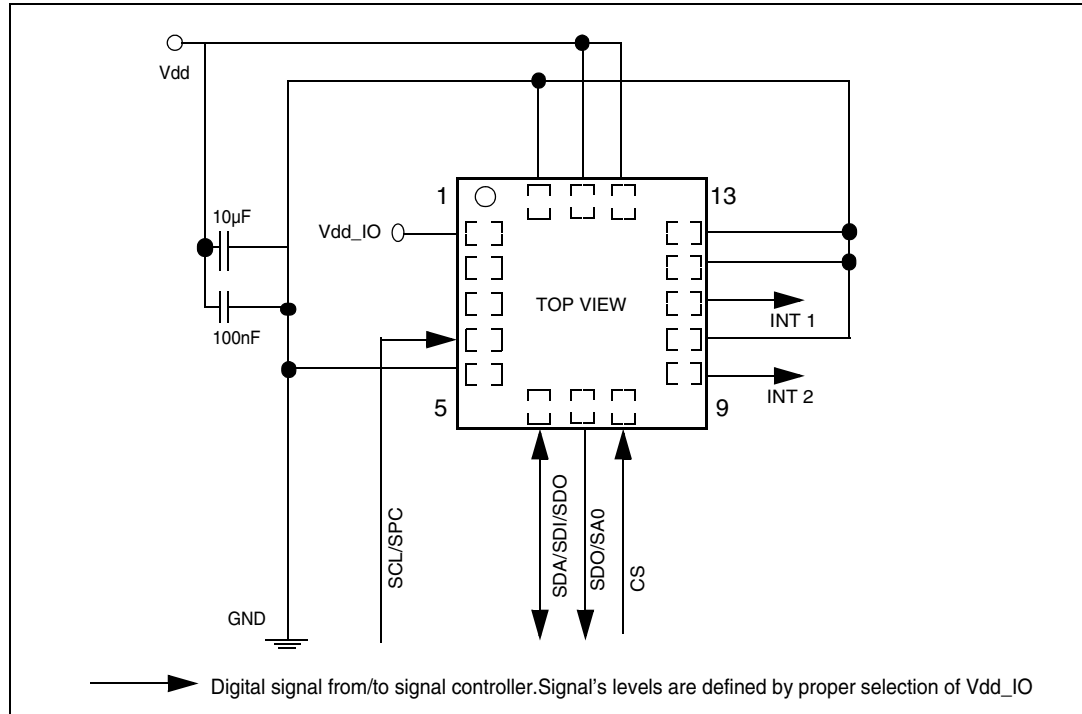 Vdd
1
13
10µF
Vdd_IO
TOP VIEW
INT 1
100nF
INT 2
5
9
SCL/SPC
SDA/SDI/SDO
SDO/SA0
CS
GND
Digital signal from/to signal controller.Signal's levels are defined by proper selection of Vdd_IO